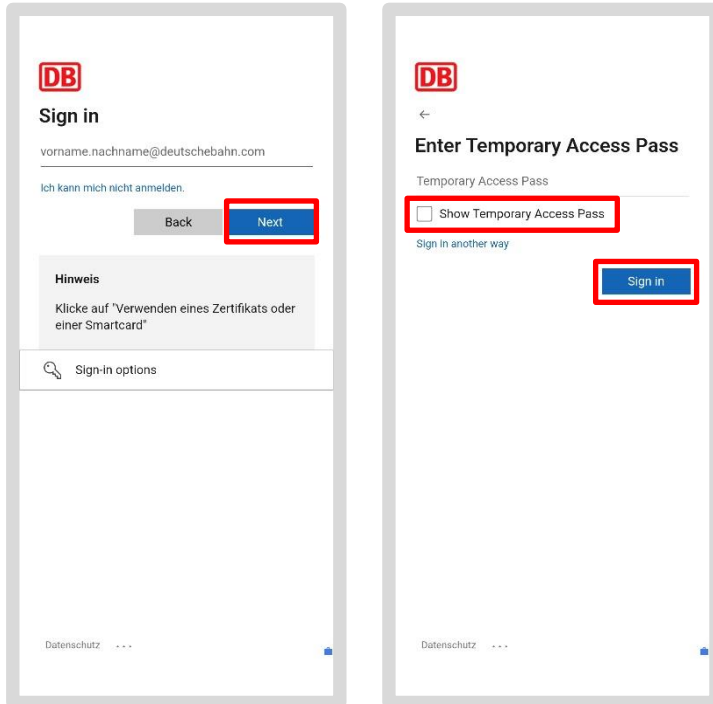 DB
Sign in
vorname.nachname@deutschebahn.com
Ich kann mich nicht anmelden.
Back
Next
Hinweis
Klicke auf "Verwenden eines Zertifikats oder
einer Smartcard"
Sign-in options
Datenschutz ...
DB
Enter Temporary Access Pass
Temporary Access Pass
Show Temporary Access Pass
Sign in another way
Sign in
Datenschutz ...